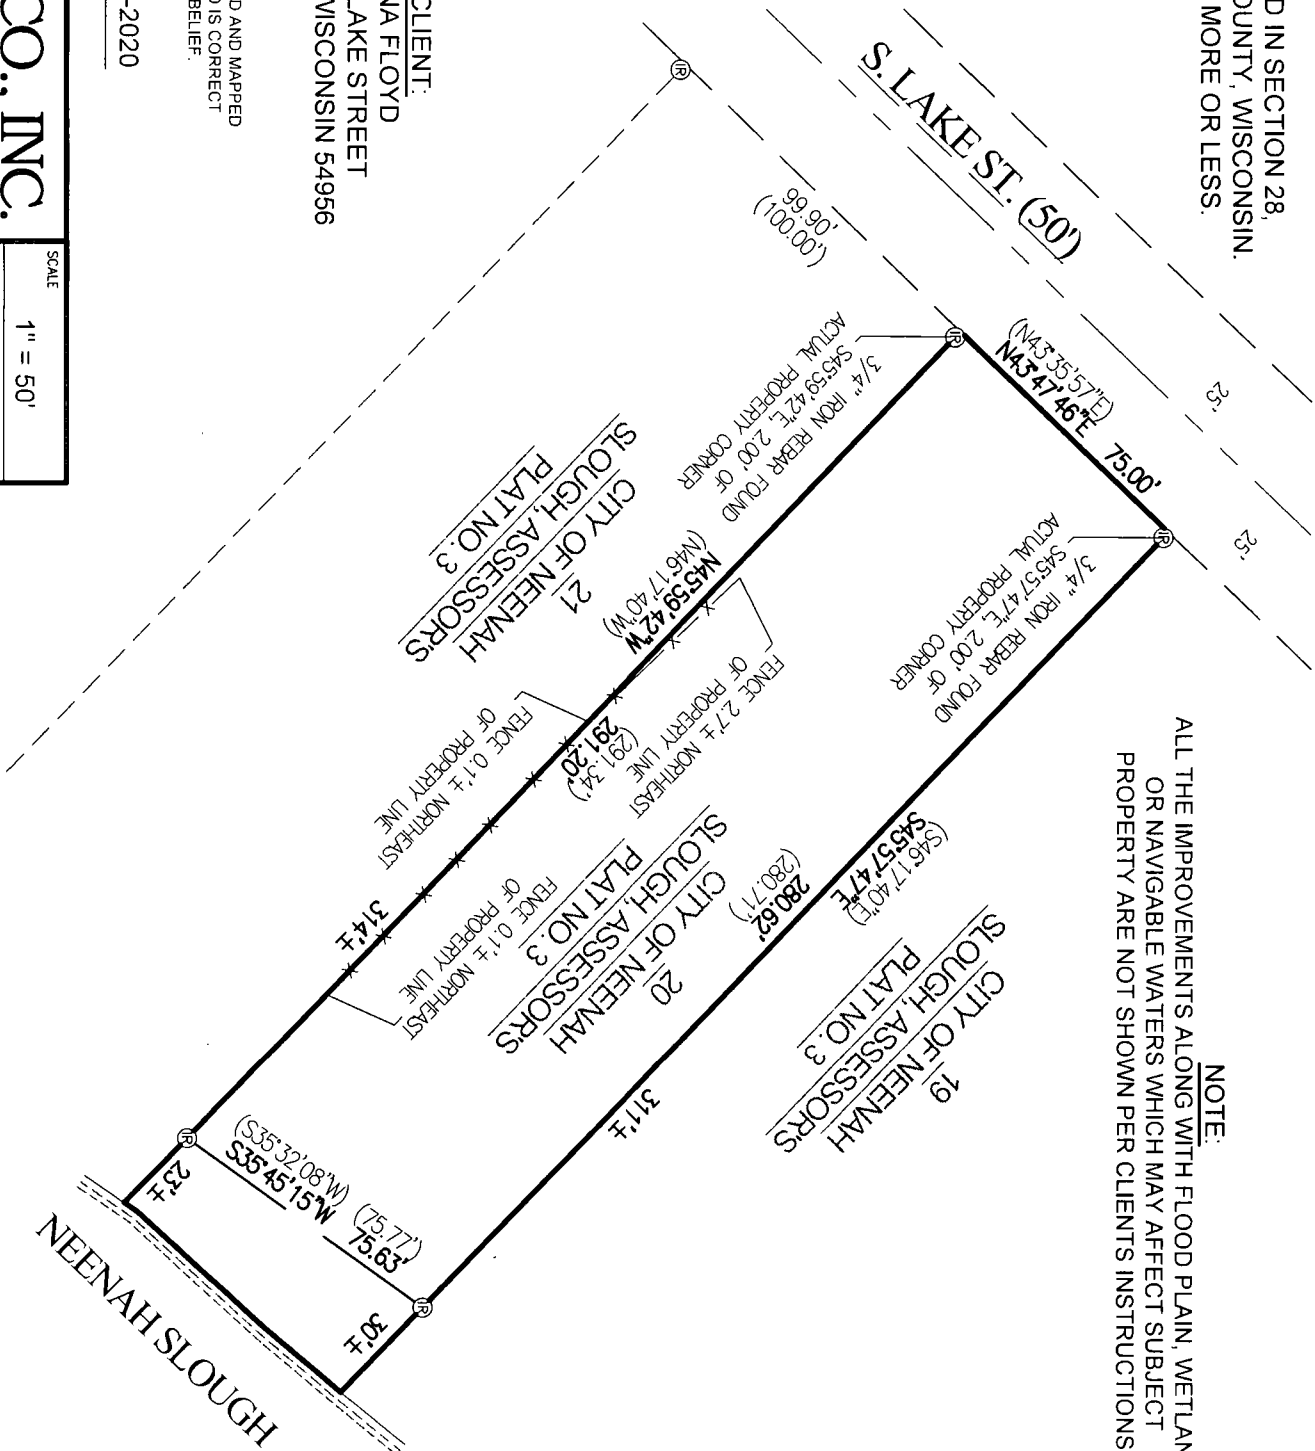 D IN SECTION 28,
OUNTY, WISCONSIN.
MORE OR LESS.
S. LAKE ST. (50')
25'
25'
99.90'
(100.00')
(N43°35'57"E)
N43°47'46"E 75.00'
3/4" IRON REBAR FOUND
S45°59'42"E, 2.00' OF
ACTUAL PROPERTY CORNER
3/4" IRON REBAR FOUND
S45°57'47"E, 2.00' OF
ACTUAL PROPERTY CORNER
IR
IR
IR
NOTE:
ALL THE IMPROVEMENTS ALONG WITH FLOOD PLAIN, WETLAN
OR NAVIGABLE WATERS WHICH MAY AFFECT SUBJECT
PROPERTY ARE NOT SHOWN PER CLIENTS INSTRUCTIONS
CLIENT:
NA FLOYD
LAKE STREET
WISCONSIN 54956
D AND MAPPED
D IS CORRECT
BELIEF.
-2020
CO., INC.
SCALE
1" = 50'
21
CITY OF NEENAH
SLOUGH, ASSESSORS
PLAT NO. 3
N45°59'42"W
(N46°17'40"W)
291.20'
(291.34')
FENCE 2.7'± NORTHEAST
OF PROPERTY LINE
FENCE 0.1'± NORTHEAST
OF PROPERTY LINE
FENCE 0.1'± NORTHEAST
OF PROPERTY LINE
314'±
20
CITY OF NEENAH
SLOUGH, ASSESSORS
PLAT NO. 3
(S46°17'40"E)
S45°57'47"E
280.62'
(280.71')
19
CITY OF NEENAH
SLOUGH, ASSESSORS
PLAT NO. 3
311'±
(S35°32'08"W) (75.77')
S35°45'15"W 75.63'
IR
IR
23'±
30'±
NEENAH SLOUGH